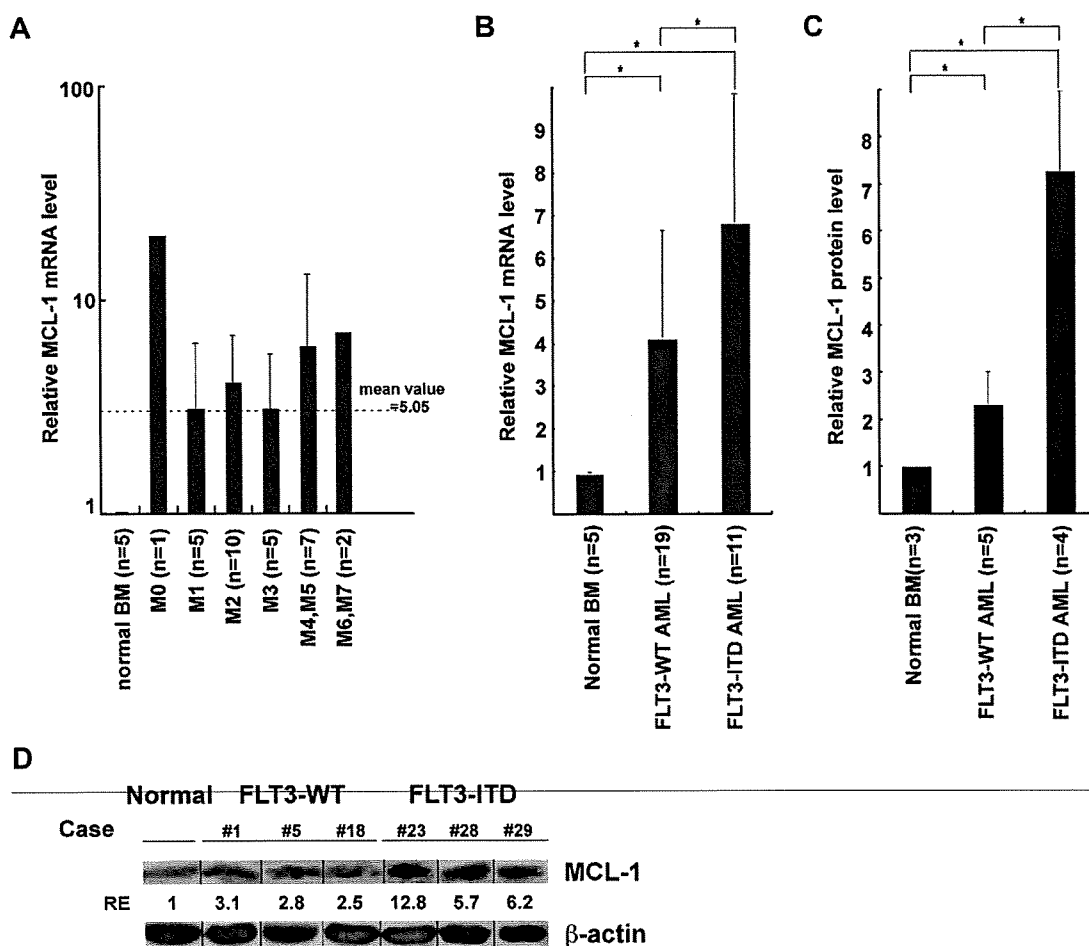 A
Relative MCL-1 mRNA level
100
10
1
mean value
=5.05
normal BM (n=5)
M0 (n=1)
M1 (n=5)
M2 (n=10)
M3 (n=5)
M4,M5 (n=7)
M6,M7 (n=2)
B
*
*
*
Relative MCL-1 mRNA level
9
8
7
6
5
4
3
2
1
Normal BM (n=5)
FLT3-WT AML (n=19)
FLT3-ITD AML (n=11)
C
*
*
*
Relative MCL-1 protein level
8
7
6
5
4
3
2
1
Normal BM(n=3)
FLT3-WT AML (n=5)
FLT3-ITD AML (n=4)
D
Normal FLT3-WT FLT3-ITD
Case #1 #5 #18 #23 #28 #29
MCL-1
RE 1 3.1 2.8 2.5 12.8 5.7 6.2
β-actin